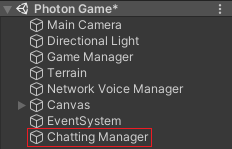 Photon Game*
Main Camera
Directional Light
Game Manager
Terrain
Network Voice Manager
Canvas
EventSystem
Chatting Manager